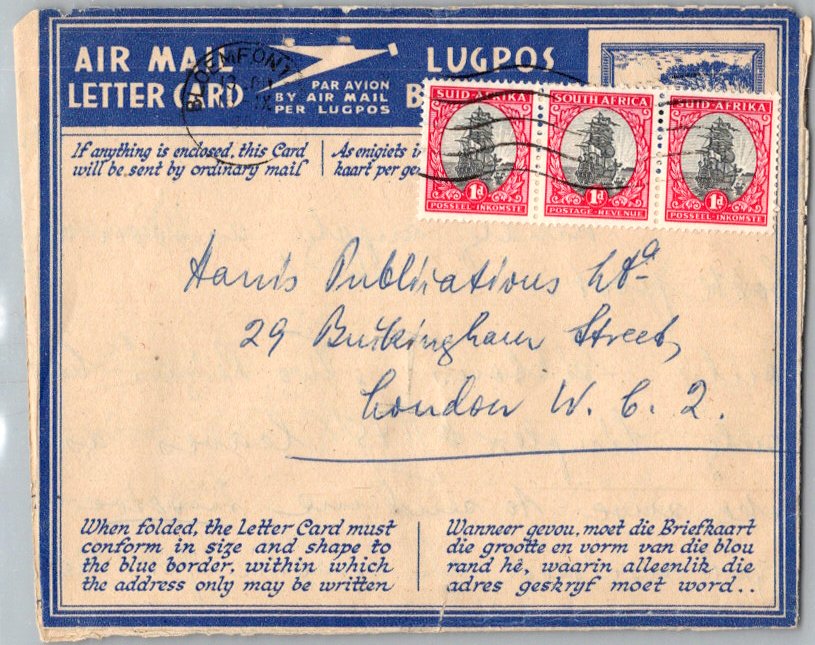 AIR MAIL
LETTER CARD
PAR AVION
BY AIR MAIL
PER LUGPOS
LUGPOS
B
BLOEMFONT
IX
If anything is enclosed, this Card
will be sent by ordinary mail
As enigiets i
kaart per ge
SUID-AFRIKA
1d
POSSEEL-INKOMSTE
SOUTH AFRICA
1d
POSTAGE-REVENUE
SUID-AFRIKA
1d
POSSEEL-INKOMSTE
Harris Publications Ltd
29 Buckingham Street,
London W. C. 2.
When folded, the Letter Card must
conform in size and shape to
the blue border, within which
the address only may be written
Wanneer gevou, moet die Briefkaart
die grootte en vorm van die blou
rand hê, waarin alleenlik die
adres geskryf moet word..